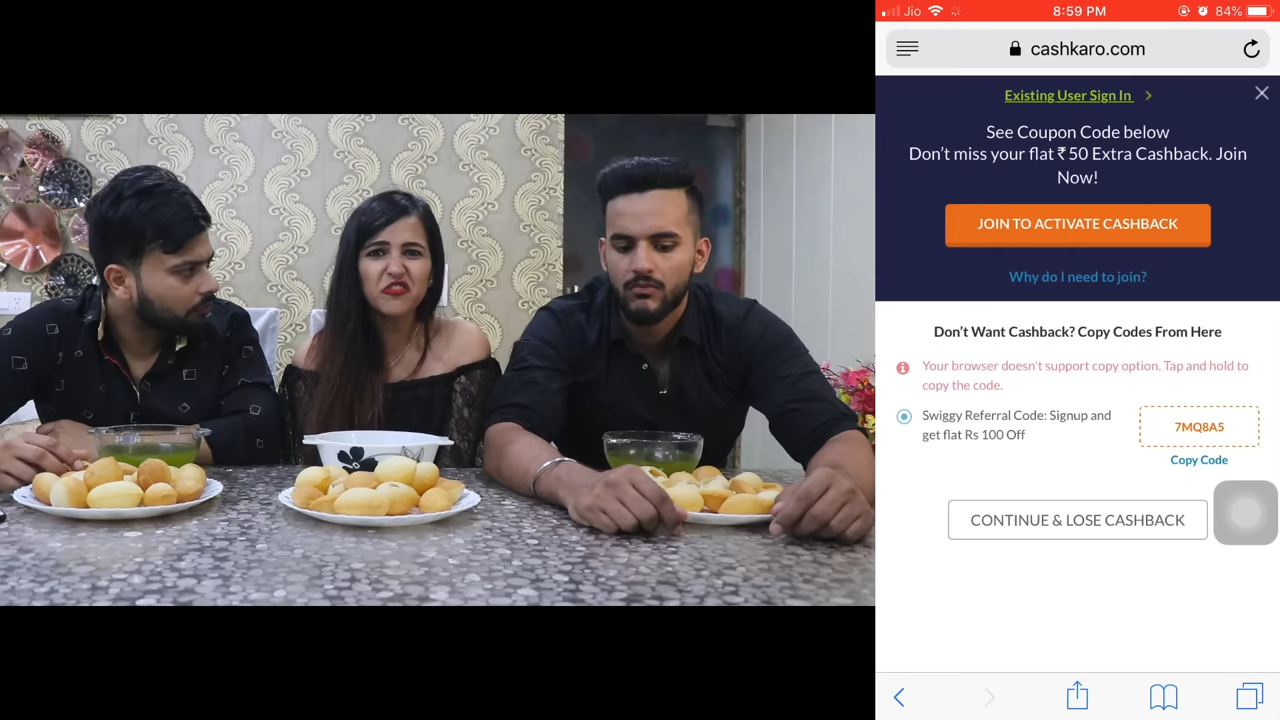 Jio
8:59 PM
84%
cashkaro.com
Existing User Sign In >
See Coupon Code below
Don't miss your flat ₹50 Extra Cashback. Join
Now!
JOIN TO ACTIVATE CASHBACK
Why do I need to join?
Don't Want Cashback? Copy Codes From Here
Your browser doesn't support copy option. Tap and hold to
copy the code.
Swiggy Referral Code: Signup and
get flat Rs 100 Off
7MQ8A5
Copy Code
CONTINUE & LOSE CASHBACK